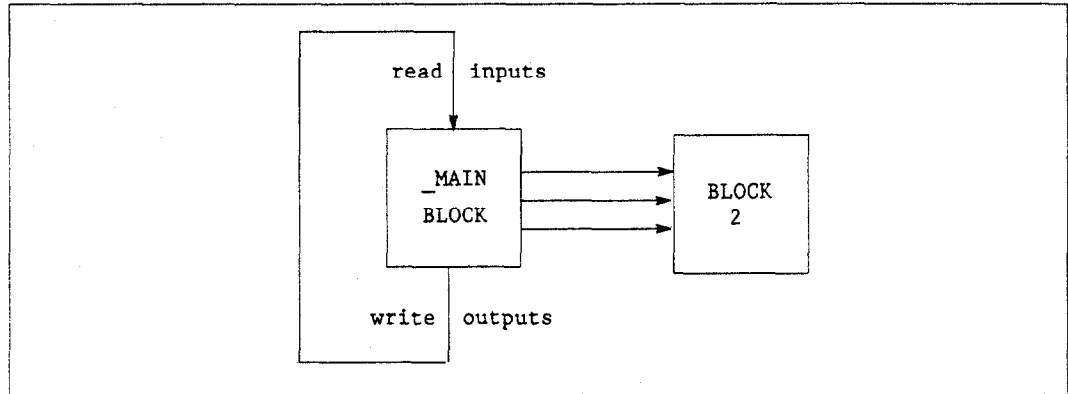 read inputs
_MAIN
BLOCK
BLOCK
2
write outputs